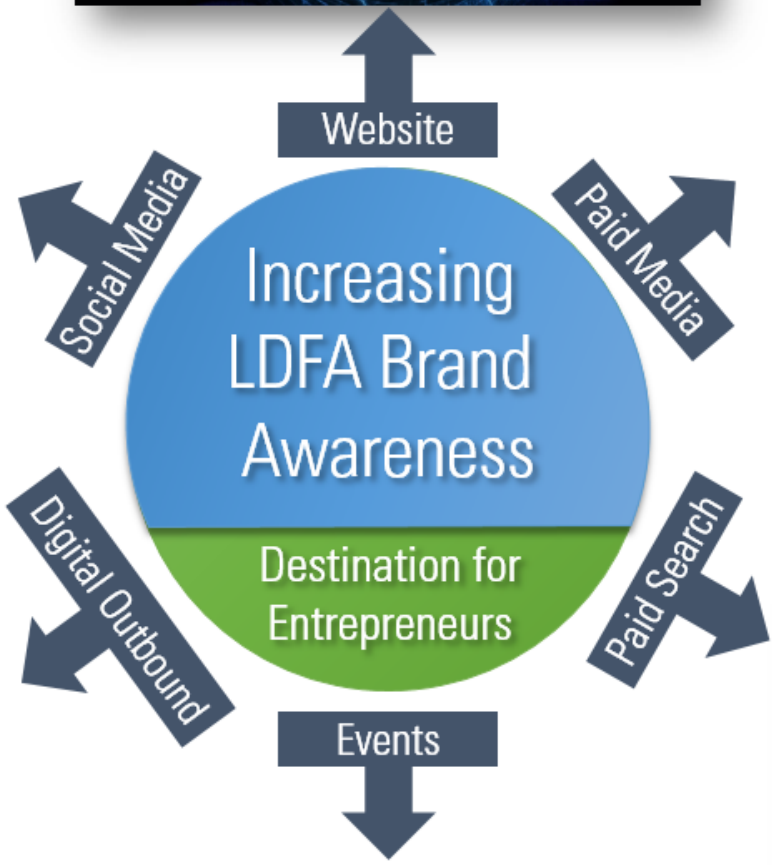 Website
Social Media
Paid Media
Increasing
LDFA Brand
Awareness
Destination for
Entrepreneurs
Digital Outbound
Paid Search
Events